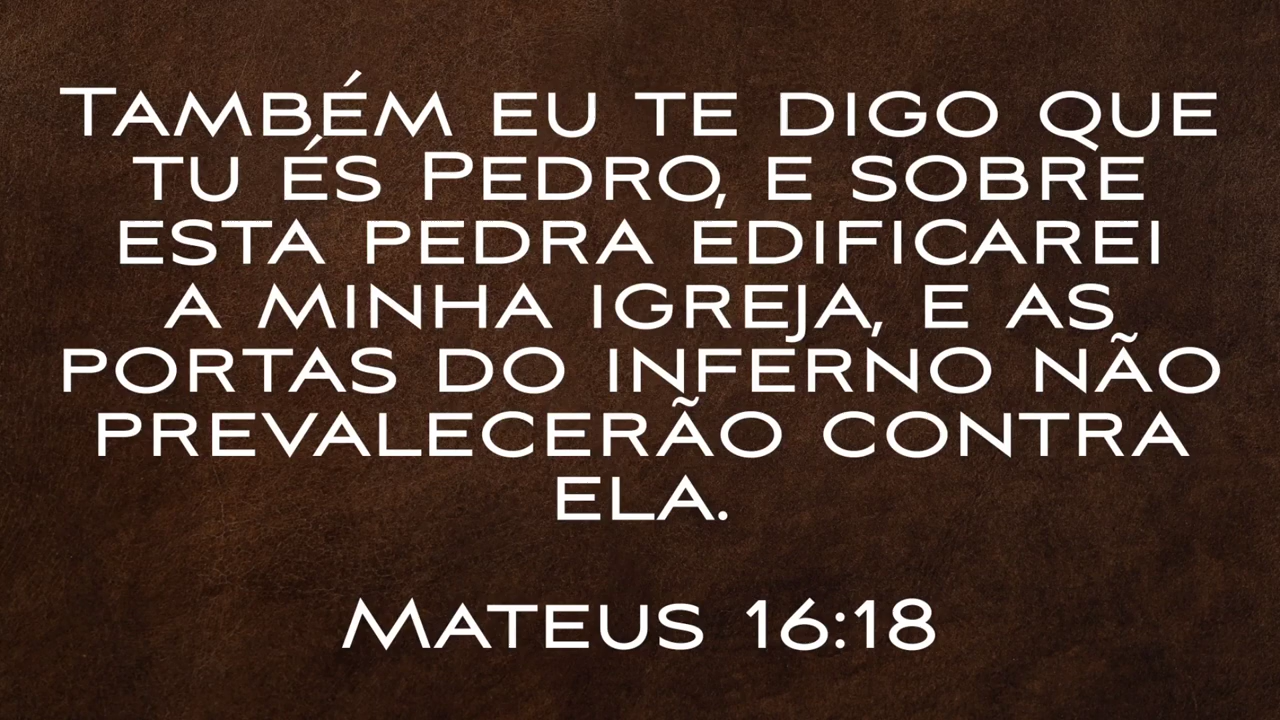 Também eu te digo que
tu és Pedro, e sobre
esta pedra edificarei
a minha igreja, e as
portas do inferno não
prevalecerão contra
ela.
Mateus 16:18